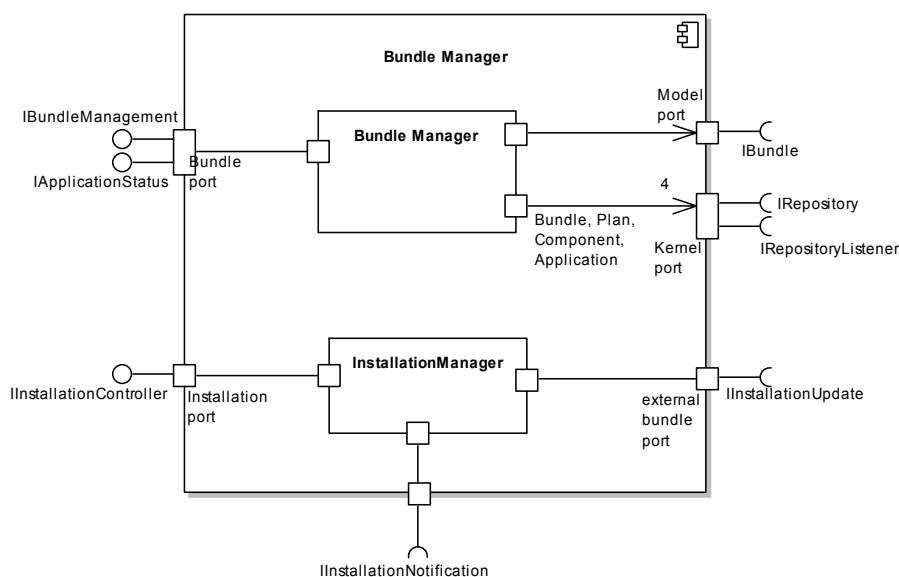 Bundle Manager
IBundleManagement
IApplicationStatus
Bundle
port
Bundle Manager
Model
port
IBundle
4
Bundle, Plan,
Component,
Application
Kernel
port
IRepository
IRepositoryListener
IInstallationController
Installation
port
InstallationManager
external
bundle
port
IInstallationUpdate
IInstallationNotification